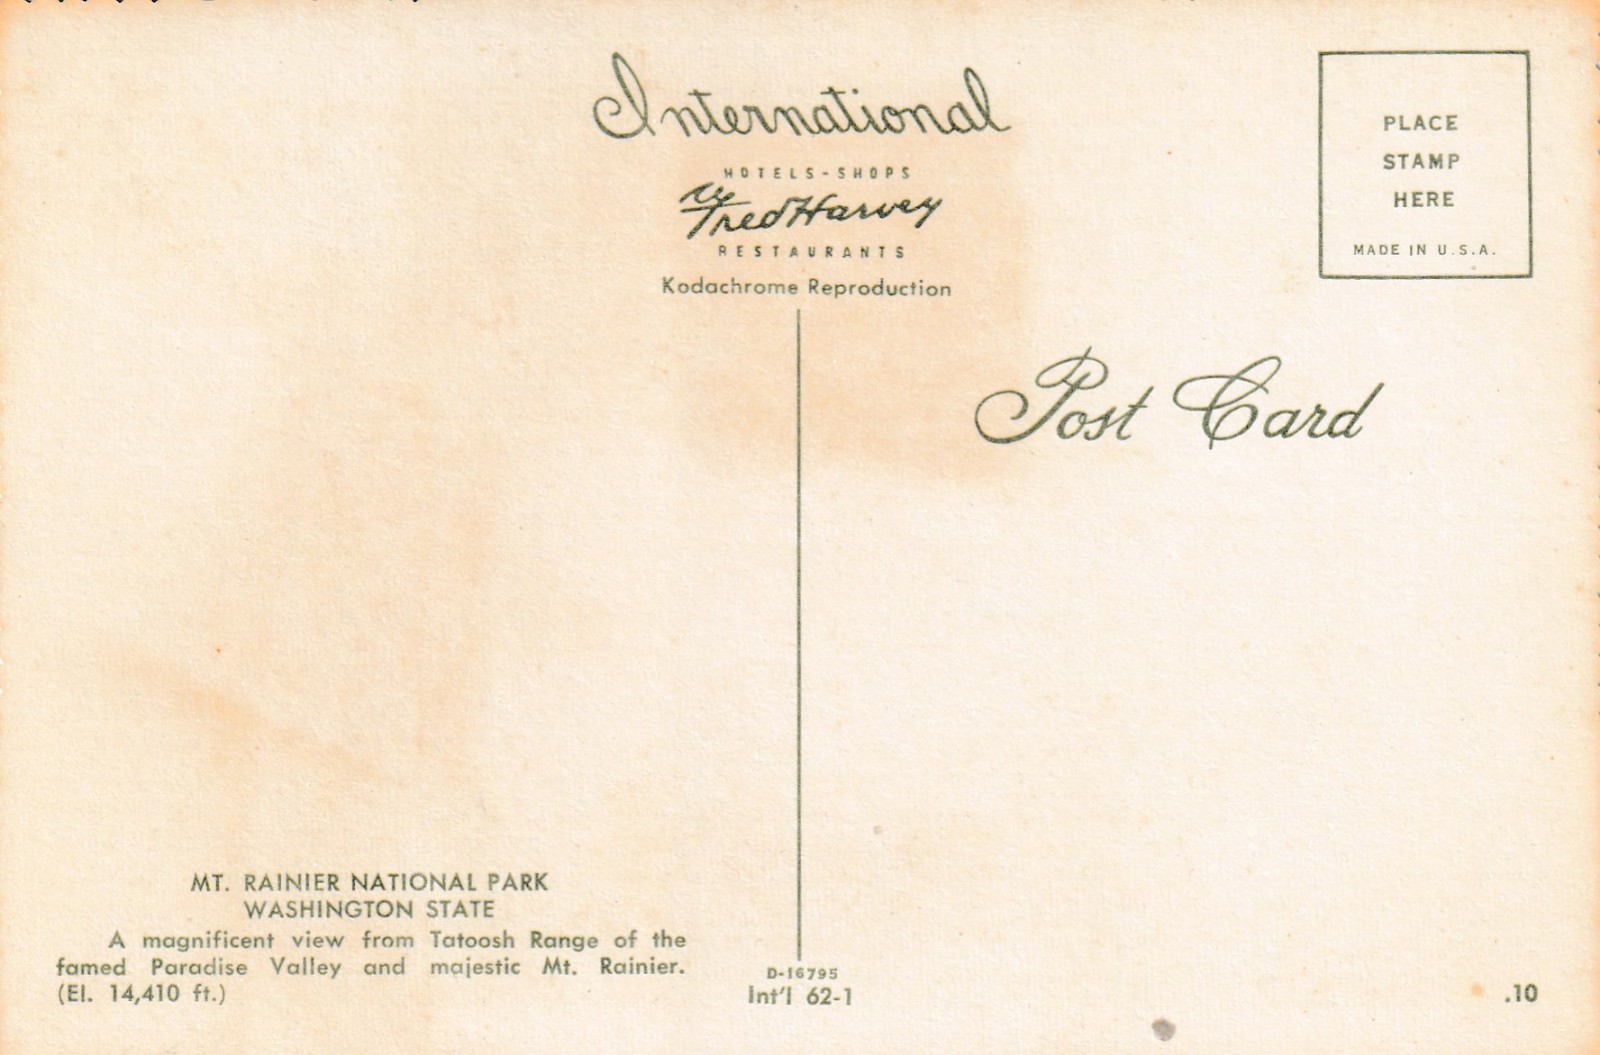 International
HOTELS-SHOPS
Fred Harvey
RESTAURANTS
Kodachrome Reproduction
PLACE
STAMP
HERE
MADE IN U.S.A.
Post Card
MT. RAINIER NATIONAL PARK
WASHINGTON STATE
A magnificent view from Tatoosh Range of the
famed Paradise Valley and majestic Mt. Rainier.
(El. 14,410 ft.)
D-16795
Int'l 62-1
.10